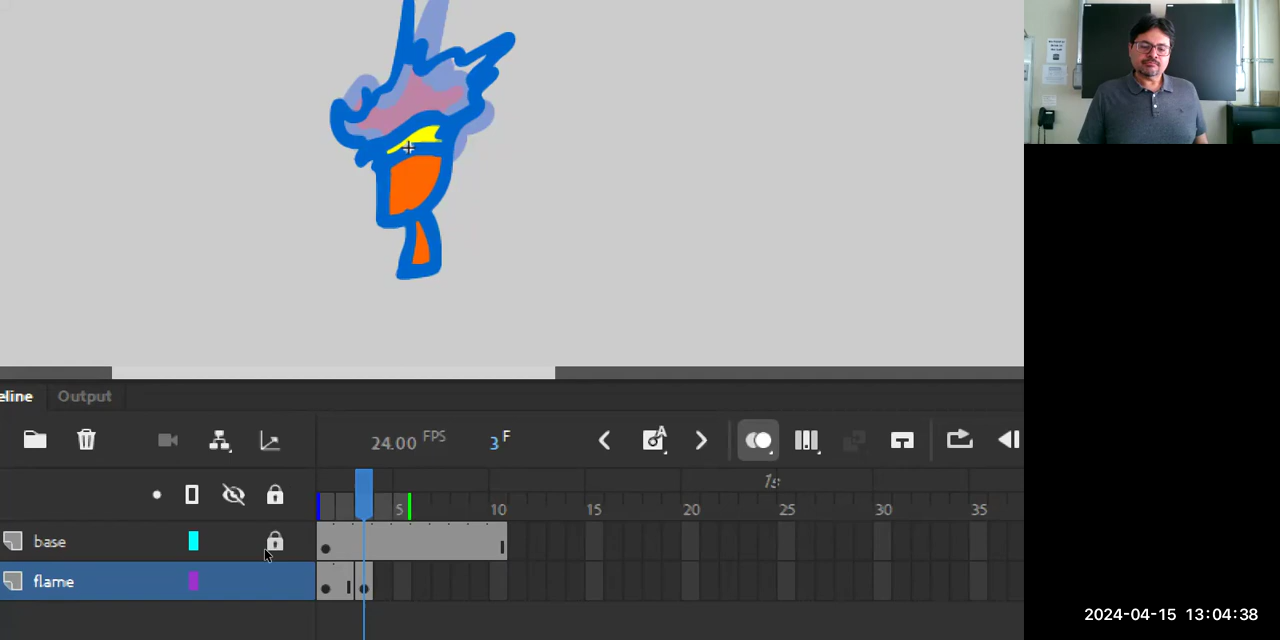 eline Output
24.00 FPS 3 F
1s
5 10 15 20 25 30 35
base
flame
2024-04-15 13:04:38